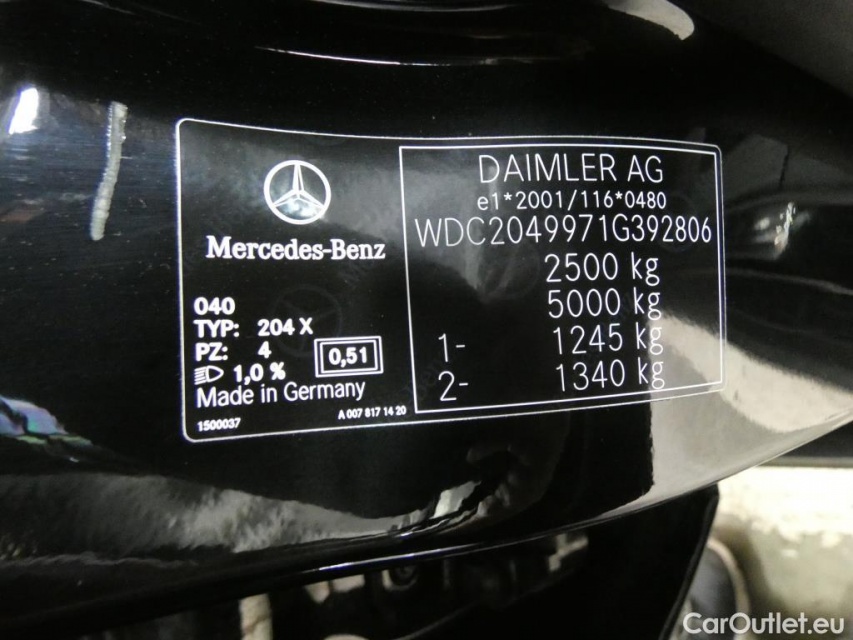 Mercedes-Benz
040
TYP: 204 X
PZ: 4
1,0 %
0,51
Made in Germany
1500037
A 007 817 14 20
DAIMLER AG
e1*2001/116*0480
WDC2049971G392806
2500 kg
5000 kg
1- 1245 kg
2- 1340 kg
CarOutlet.eu